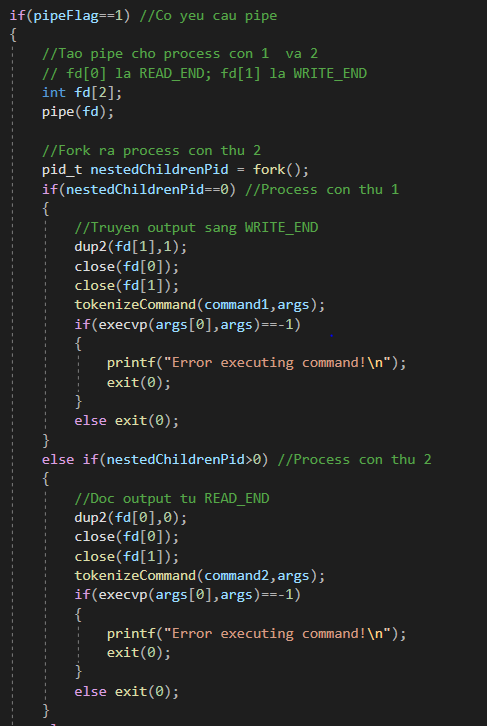 if(pipeFlag==1) //Co yeu cau pipe
{
//Tao pipe cho process con 1  va 2
// fd[0] la READ_END; fd[1] la WRITE_END
int fd[2];
pipe(fd);
//Fork ra process con thu 2
pid_t nestedChildrenPid = fork();
if(nestedChildrenPid==0) //Process con thu 1
{
//Truyen output sang WRITE_END
dup2(fd[1],1);
close(fd[0]);
close(fd[1]);
tokenizeCommand(command1,args);
if(execvp(args[0],args)==-1)
{
printf("Error executing command!\n");
exit(0);
}
else exit(0);
}
else if(nestedChildrenPid>0) //Process con thu 2
{
//Doc output tu READ_END
dup2(fd[0],0);
close(fd[0]);
close(fd[1]);
tokenizeCommand(command2,args);
if(execvp(args[0],args)==-1)
{
printf("Error executing command!\n");
exit(0);
}
else exit(0);
}